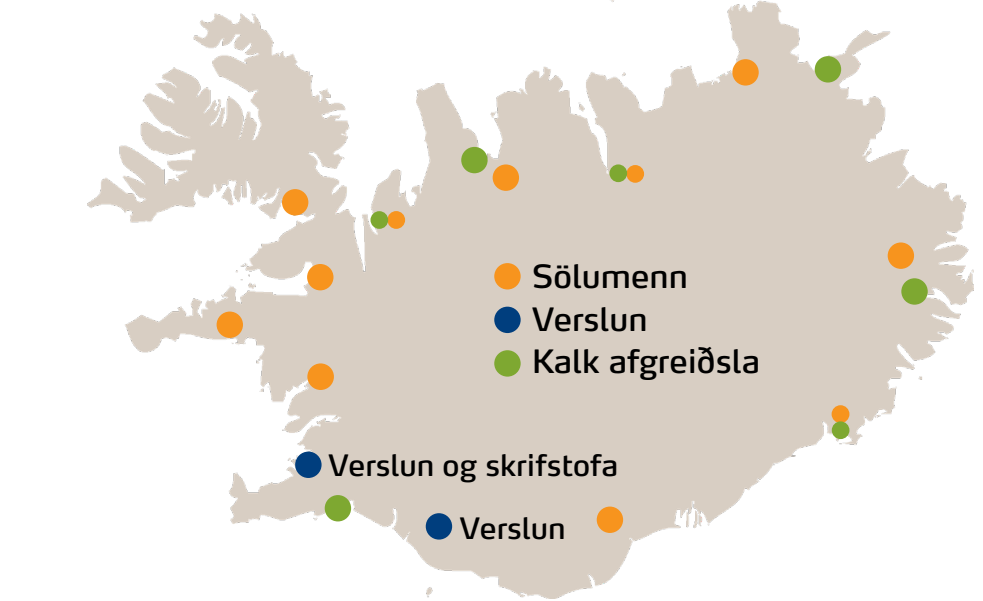 Sölumenn
Verslun
Kalk afgreiðsla
Verslun og skrifstofa
Verslun